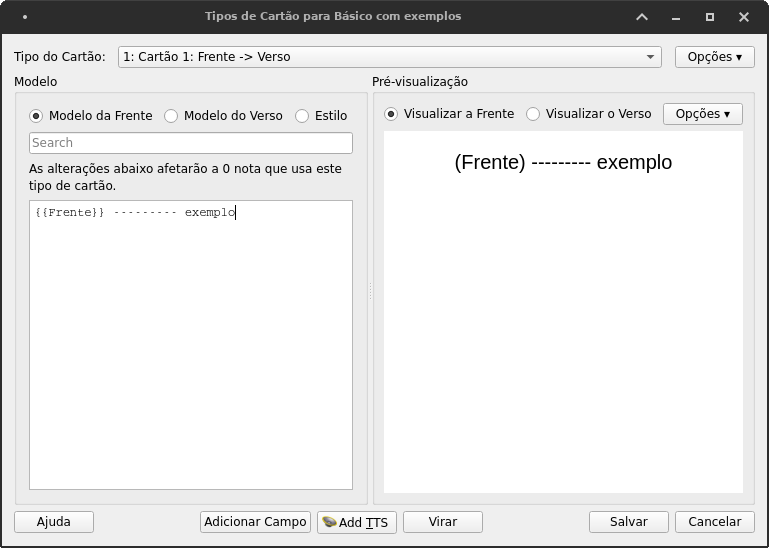 Tipos de Cartão para Básico com exemplos
Tipo do Cartão: 1: Cartão 1: Frente -> Verso Opções ▾
Modelo
Modelo da Frente Modelo do Verso Estilo
Search
As alterações abaixo afetarão a 0 nota que usa este
tipo de cartão.
{{Frente}} --------- exemplo
Pré-visualização
Visualizar a Frente Visualizar o Verso Opções ▾
(Frente) --------- exemplo
Ajuda Adicionar Campo Add TTS Virar Salvar Cancelar